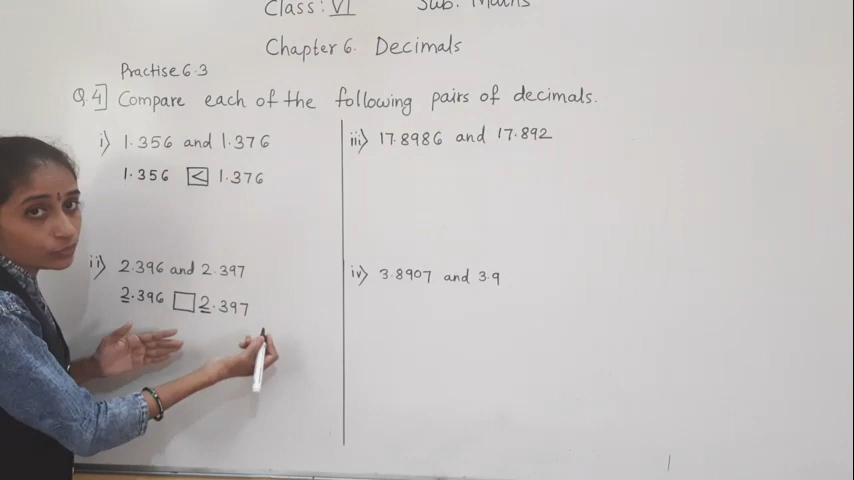 Class: VI Sub. Maths
Chapter 6. Decimals
Practise 6.3
Q.4] Compare each of the following pairs of decimals.
i) 1.356 and 1.376
1.356 < 1.376
ii) 2.396 and 2.397
2.396 □ 2.397
iii) 17.8986 and 17.892
iv) 3.8907 and 3.9